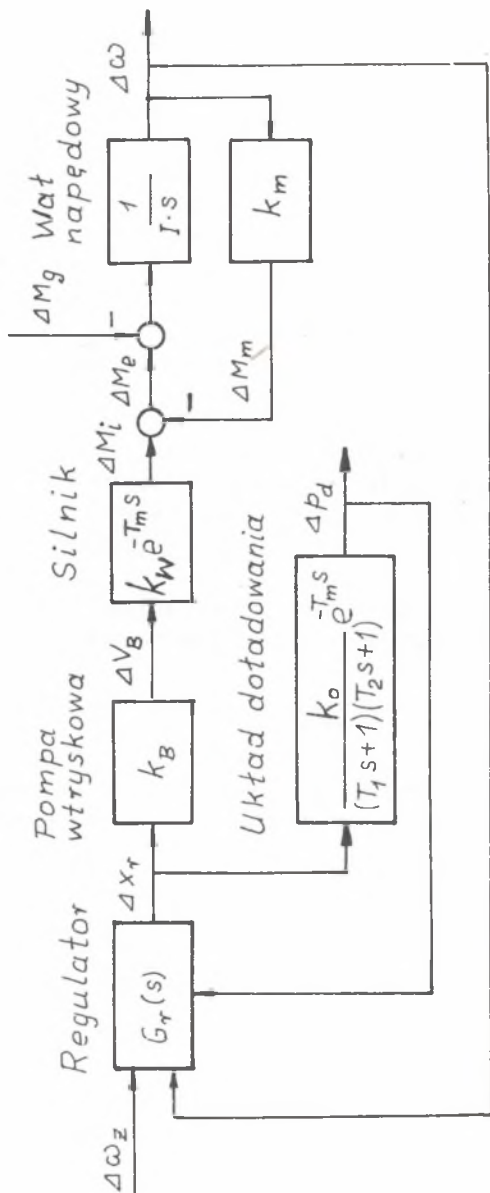 Δω_z
Regulator
G_r(s)
Δx_r
Pompa
wtryskowa
k_B
ΔV_B
Silnik
k_w e^{-T_m s}
ΔM_i
ΔM_e
ΔM_g
Wał
napędowy
1
I·s
Δω
k_m
ΔM_m
Układ doładowania
k_o e^{-T_m s}
(T_1 s+1)(T_2 s+1)
Δp_d
−
−